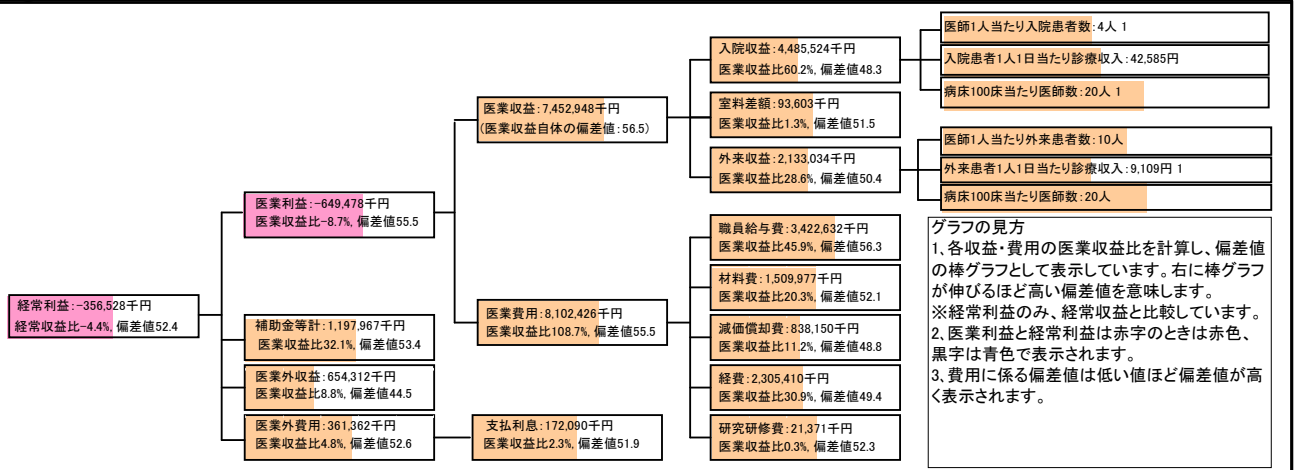 経常利益:-356,528千円
経常収益比-4.4%, 偏差値52.4
医業利益:-649,478千円
医業収益比-8.7%, 偏差値55.5
補助金等計:1,197,967千円
医業収益比32.1%, 偏差値53.4
医業外収益:654,312千円
医業収益比8.8%, 偏差値44.5
医業外費用:361,362千円
医業収益比4.8%, 偏差値52.6
医業収益:7,452,948千円
(医業収益自体の偏差値:56.5)
医業費用:8,102,426千円
医業収益比108.7%, 偏差値55.5
支払利息:172,090千円
医業収益比2.3%, 偏差値51.9
入院収益:4,485,524千円
医業収益比60.2%, 偏差値48.3
室料差額:93,603千円
医業収益比1.3%, 偏差値51.5
外来収益:2,133,034千円
医業収益比28.6%, 偏差値50.4
職員給与費:3,422,632千円
医業収益比45.9%, 偏差値56.3
材料費:1,509,977千円
医業収益比20.3%, 偏差値52.1
減価償却費:838,150千円
医業収益比11.2%, 偏差値48.8
経費:2,305,410千円
医業収益比30.9%, 偏差値49.4
研究研修費:21,371千円
医業収益比0.3%, 偏差値52.3
医師1人当たり入院患者数:4人 1
入院患者1人1日当たり診療収入:42,585円
病床100床当たり医師数:20人 1
医師1人当たり外来患者数:10人
外来患者1人1日当たり診療収入:9,109円 1
病床100床当たり医師数:20人
グラフの見方
1、各収益・費用の医業収益比を計算し、偏差値
の棒グラフとして表示しています。右に棒グラフ
が伸びるほど高い偏差値を意味します。
※経常利益のみ、経常収益と比較しています。
2、医業利益と経常利益は赤字のときは赤色、
黒字は青色で表示されます。
3、費用に係る偏差値は低い値ほど偏差値が高
く表示されます。